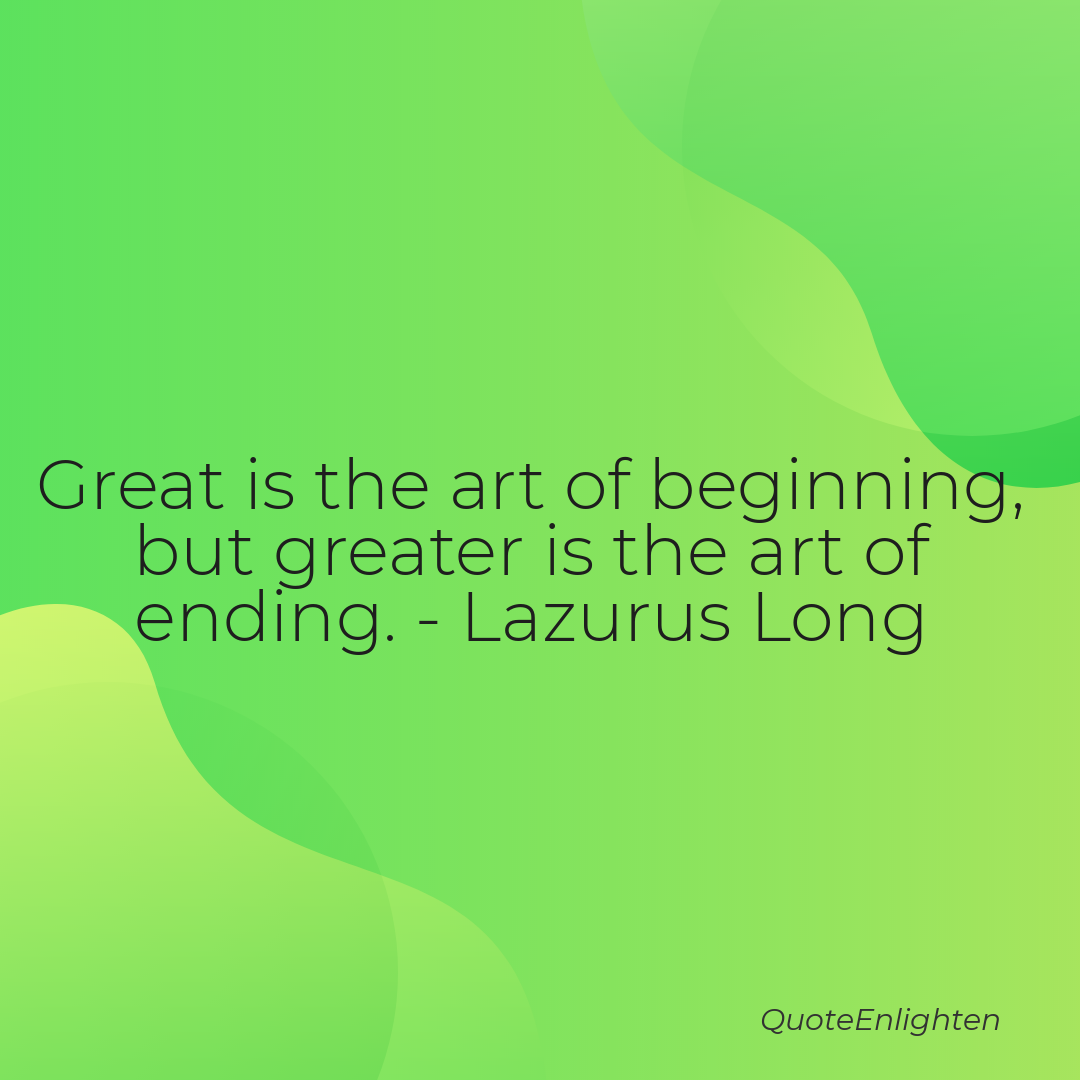 Great is the art of beginning,
but greater is the art of
ending. - Lazurus Long
QuoteEnlighten